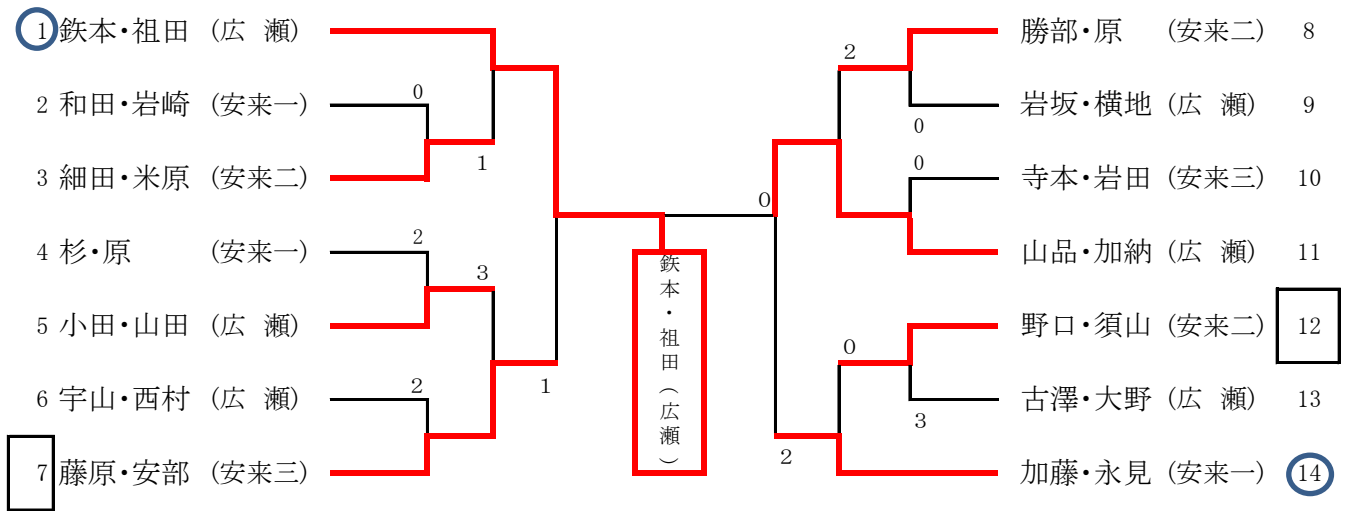 1 鉃本・祖田 (広 瀬)
2 和田・岩崎 (安来一)
3 細田・米原 (安来二)
4 杉・原 (安来一)
5 小田・山田 (広 瀬)
6 宇山・西村 (広 瀬)
7 藤原・安部 (安来三)
0
1
2
3
2
1
鉃本・祖田(広瀬)
0
2
0
0
0
3
2
勝部・原 (安来二) 8
岩坂・横地 (広 瀬) 9
寺本・岩田 (安来三) 10
山品・加納 (広 瀬) 11
野口・須山 (安来二) 12
古澤・大野 (広 瀬) 13
加藤・永見 (安来一) 14